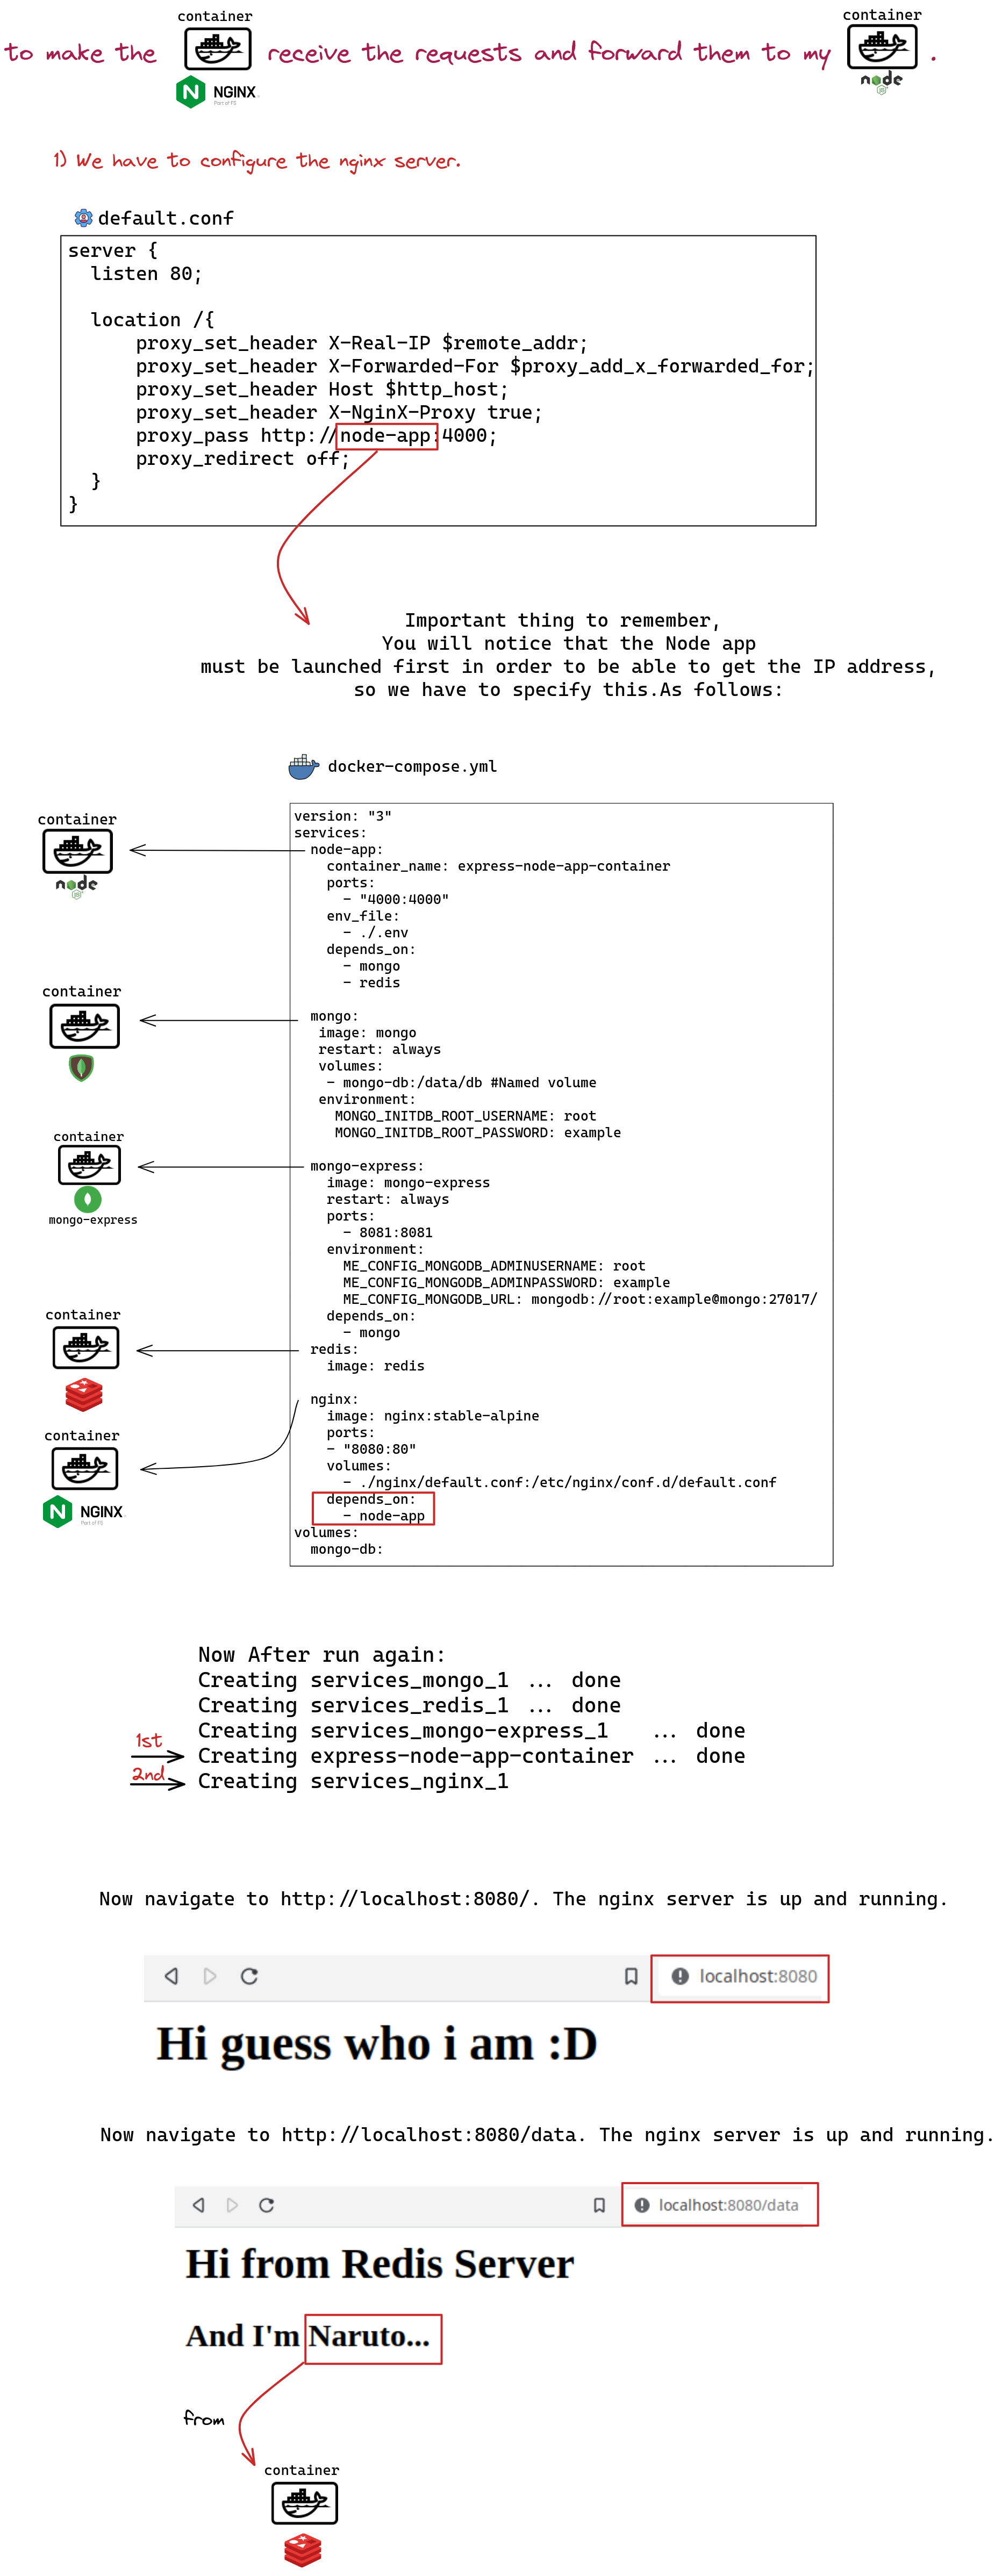 container
container
to make the
receive the requests and forward them to my
.
NGINX
Part of F5
node
1) We have to configure the nginx server.
default.conf
server {
  listen 80;

  location /{
      proxy_set_header X-Real-IP $remote_addr;
      proxy_set_header X-Forwarded-For $proxy_add_x_forwarded_for;
      proxy_set_header Host $http_host;
      proxy_set_header X-NginX-Proxy true;
      proxy_pass http://node-app:4000;
      proxy_redirect off;
  }
}
Important thing to remember,
You will notice that the Node app
must be launched first in order to be able to get the IP address,
so we have to specify this.As follows:
docker-compose.yml
container
node
container
container
mongo-express
container
container
NGINX
Part of F5
version: "3"
services:
  node-app:
    container_name: express-node-app-container
    ports:
      - "4000:4000"
    env_file:
      - ./.env
    depends_on:
      - mongo
      - redis

  mongo:
   image: mongo
   restart: always
   volumes:
    - mongo-db:/data/db #Named volume
   environment:
     MONGO_INITDB_ROOT_USERNAME: root
     MONGO_INITDB_ROOT_PASSWORD: example

  mongo-express:
    image: mongo-express
    restart: always
    ports:
      - 8081:8081
    environment:
      ME_CONFIG_MONGODB_ADMINUSERNAME: root
      ME_CONFIG_MONGODB_ADMINPASSWORD: example
      ME_CONFIG_MONGODB_URL: mongodb://root:example@mongo:27017/
    depends_on:
      - mongo
  redis:
    image: redis

  nginx:
    image: nginx:stable-alpine
    ports:
    - "8080:80"
    volumes:
      - ./nginx/default.conf:/etc/nginx/conf.d/default.conf
    depends_on:
      - node-app
volumes:
  mongo-db:
Now After run again:
Creating services_mongo_1 ... done
Creating services_redis_1 ... done
Creating services_mongo-express_1    ... done
1st
Creating express-node-app-container ... done
2nd
Creating services_nginx_1
Now navigate to http://localhost:8080/. The nginx server is up and running.
localhost:8080
Hi guess who i am :D
Now navigate to http://localhost:8080/data. The nginx server is up and running.
localhost:8080/data
Hi from Redis Server
And I'm Naruto...
from
container